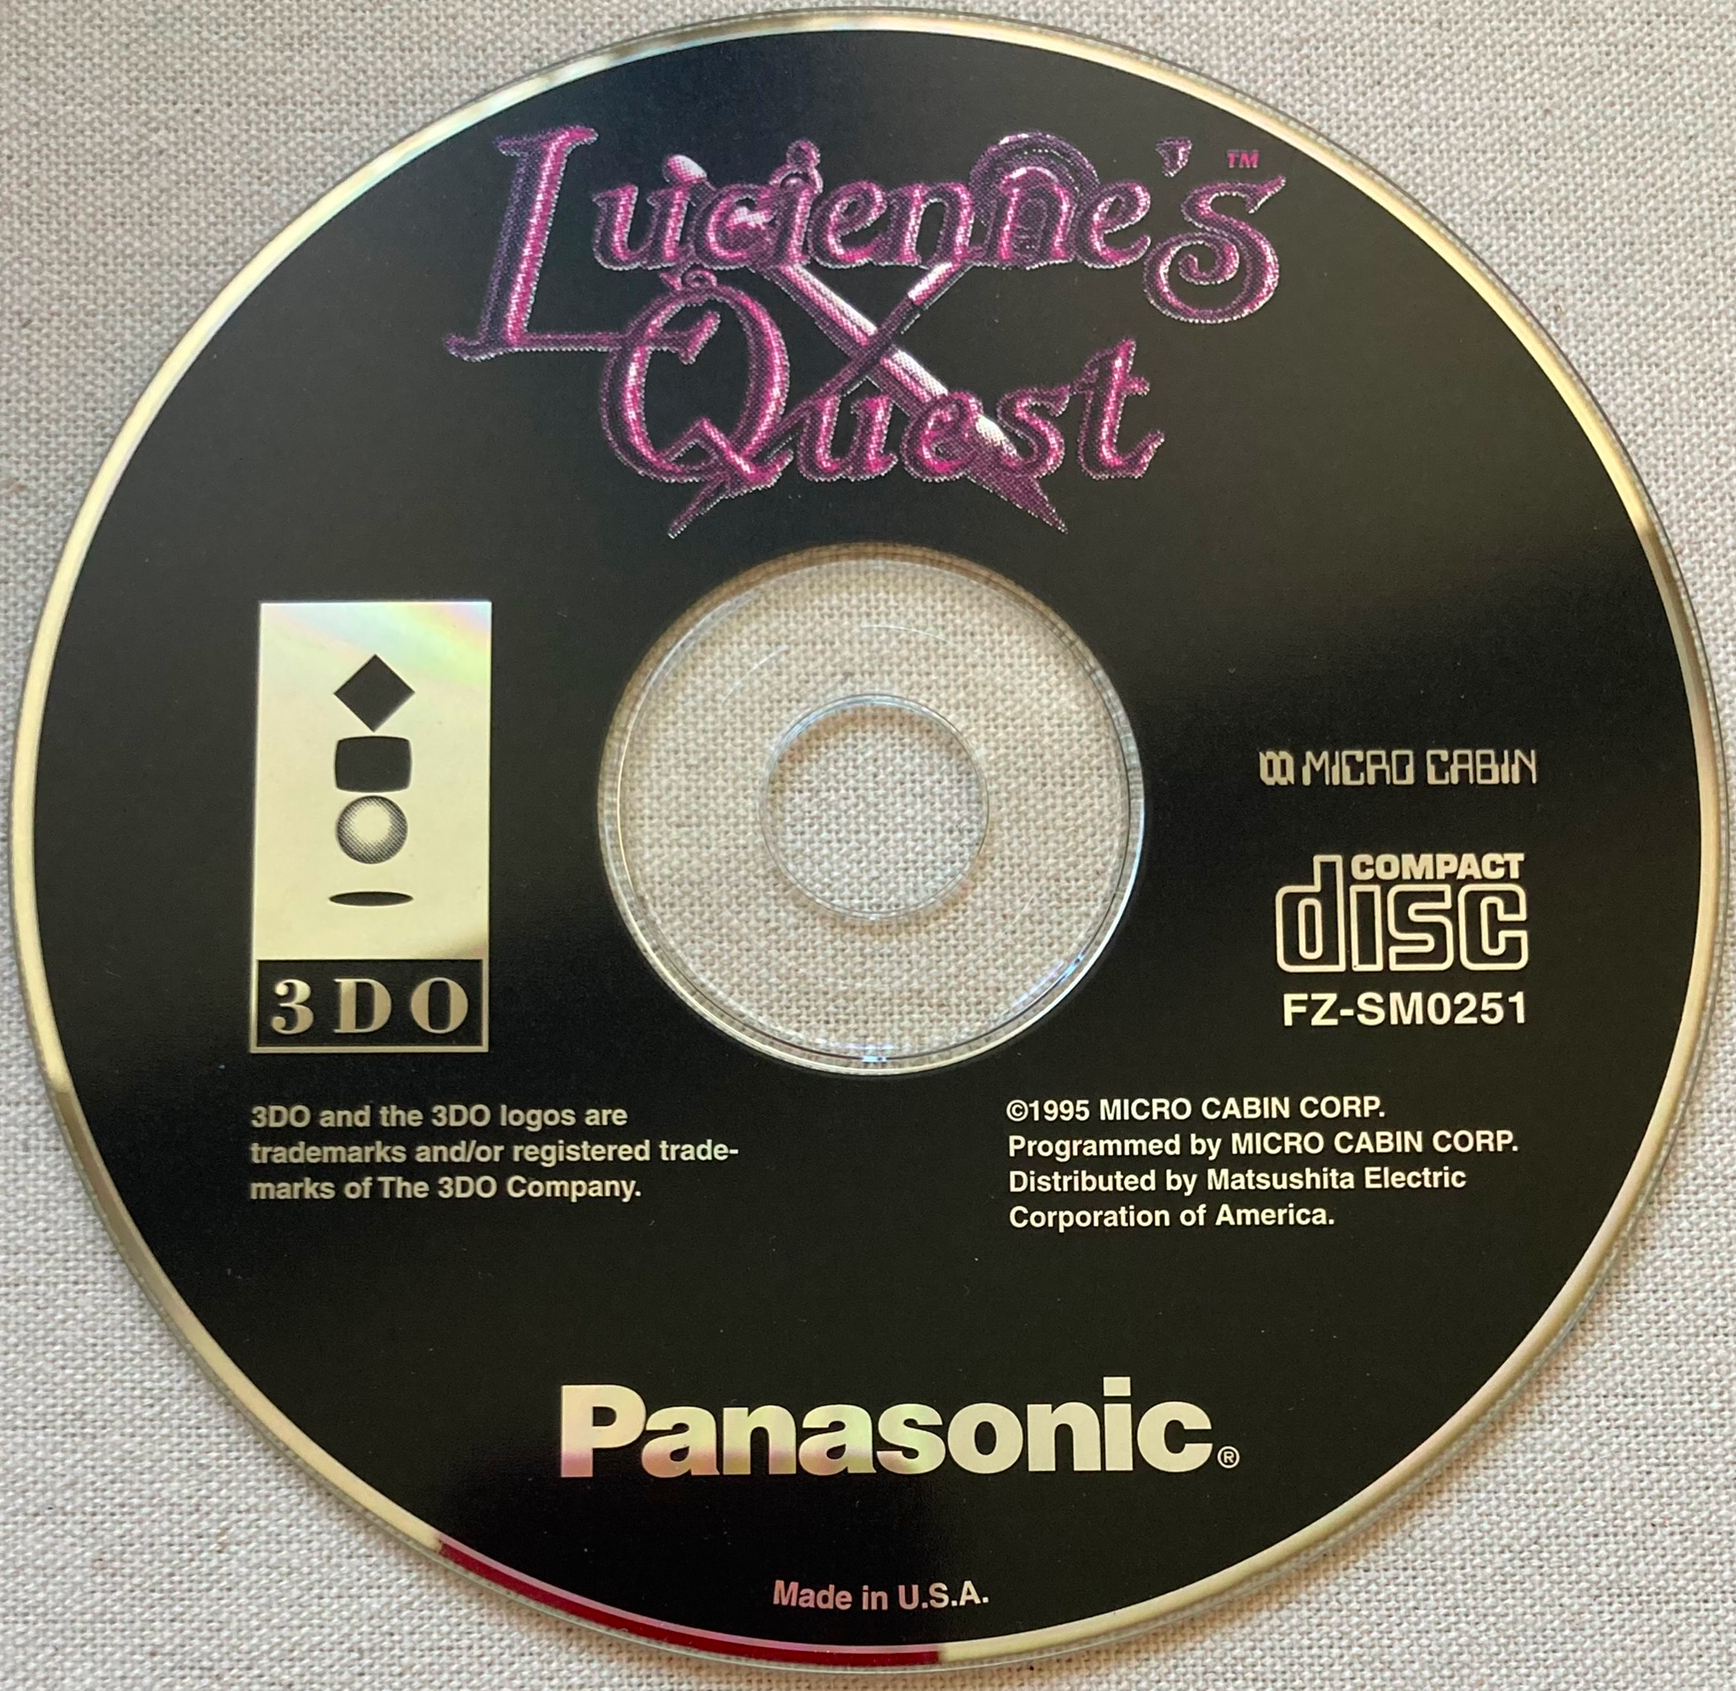 Lucienne's ™
Quest
MICRO CABIN
COMPACT
disc
FZ-SM0251
3DO
3DO and the 3DO logos are
trademarks and/or registered trade-
marks of The 3DO Company.
©1995 MICRO CABIN CORP.
Programmed by MICRO CABIN CORP.
Distributed by Matsushita Electric
Corporation of America.
Panasonic®
Made in U.S.A.